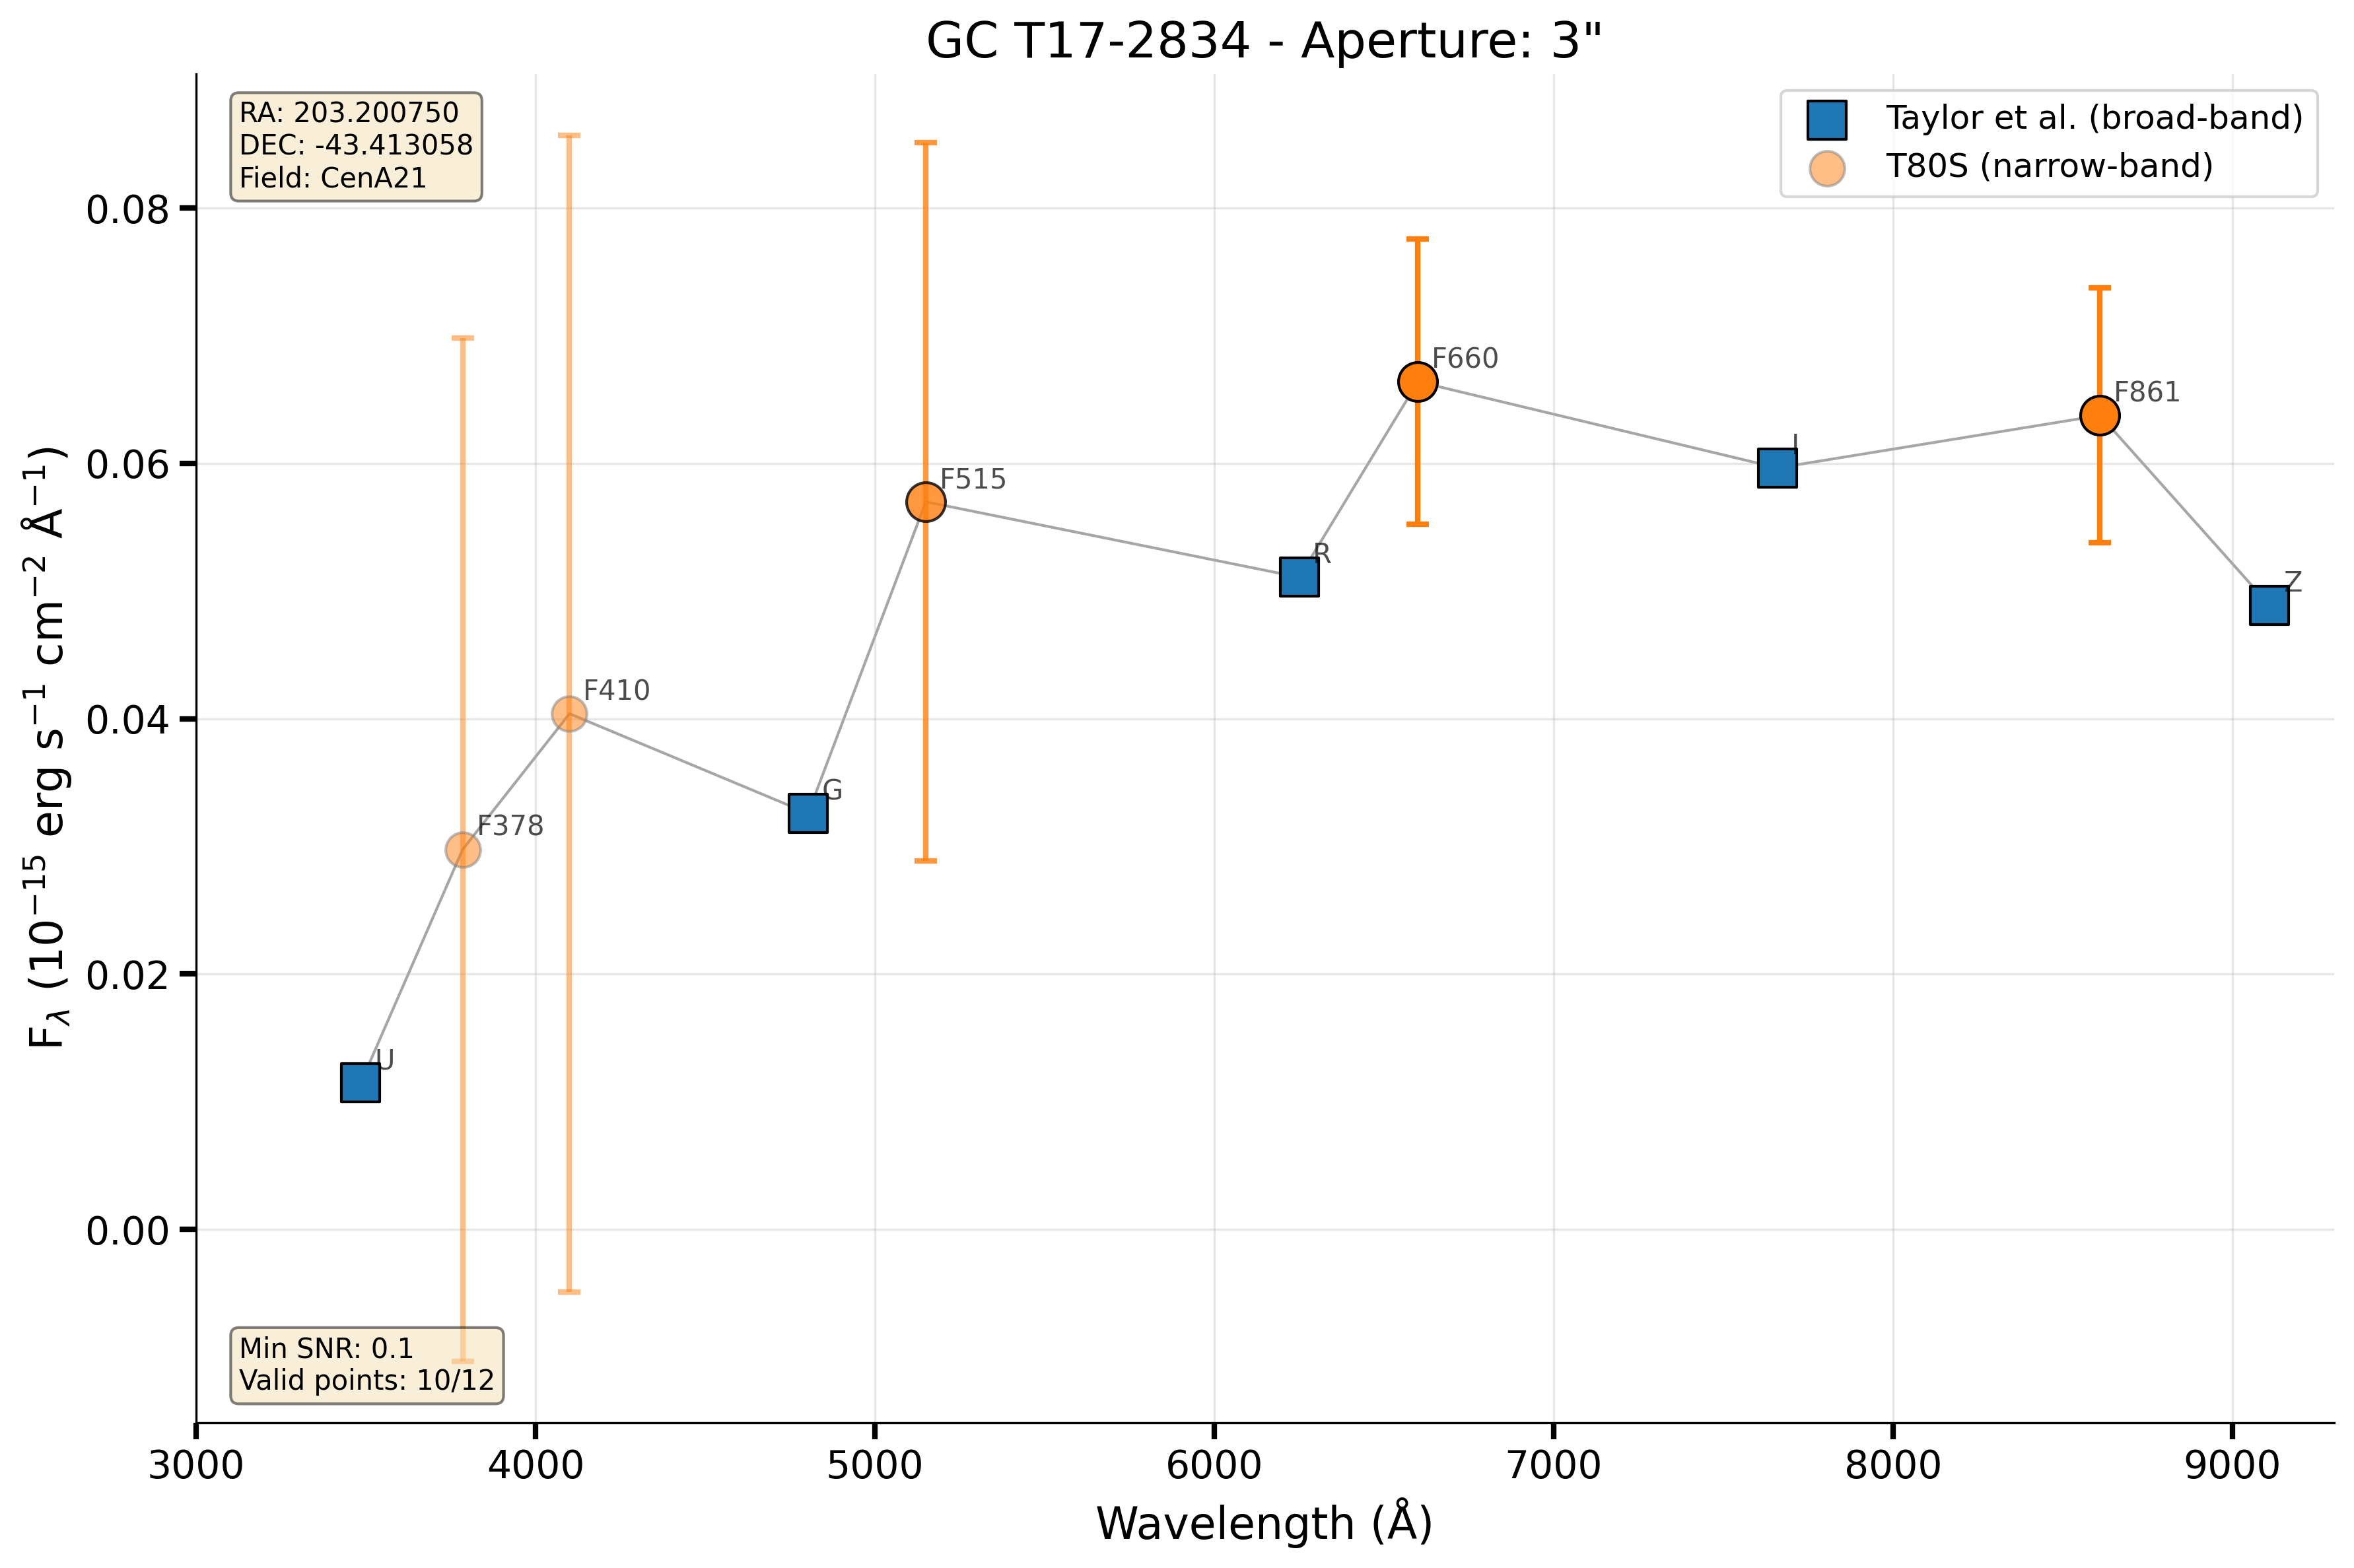 GC T17-2834 - Aperture: 3"
RA: 203.200750
DEC: -43.413058
Field: CenA21
Taylor et al. (broad-band)
T80S (narrow-band)
F_λ (10⁻¹⁵ erg s⁻¹ cm⁻² Å⁻¹)
0.08
0.06
0.04
0.02
0.00
U
F378
F410
G
F515
R
F660
I
F861
Z
Min SNR: 0.1
Valid points: 10/12
3000 4000 5000 6000 7000 8000 9000
Wavelength (Å)